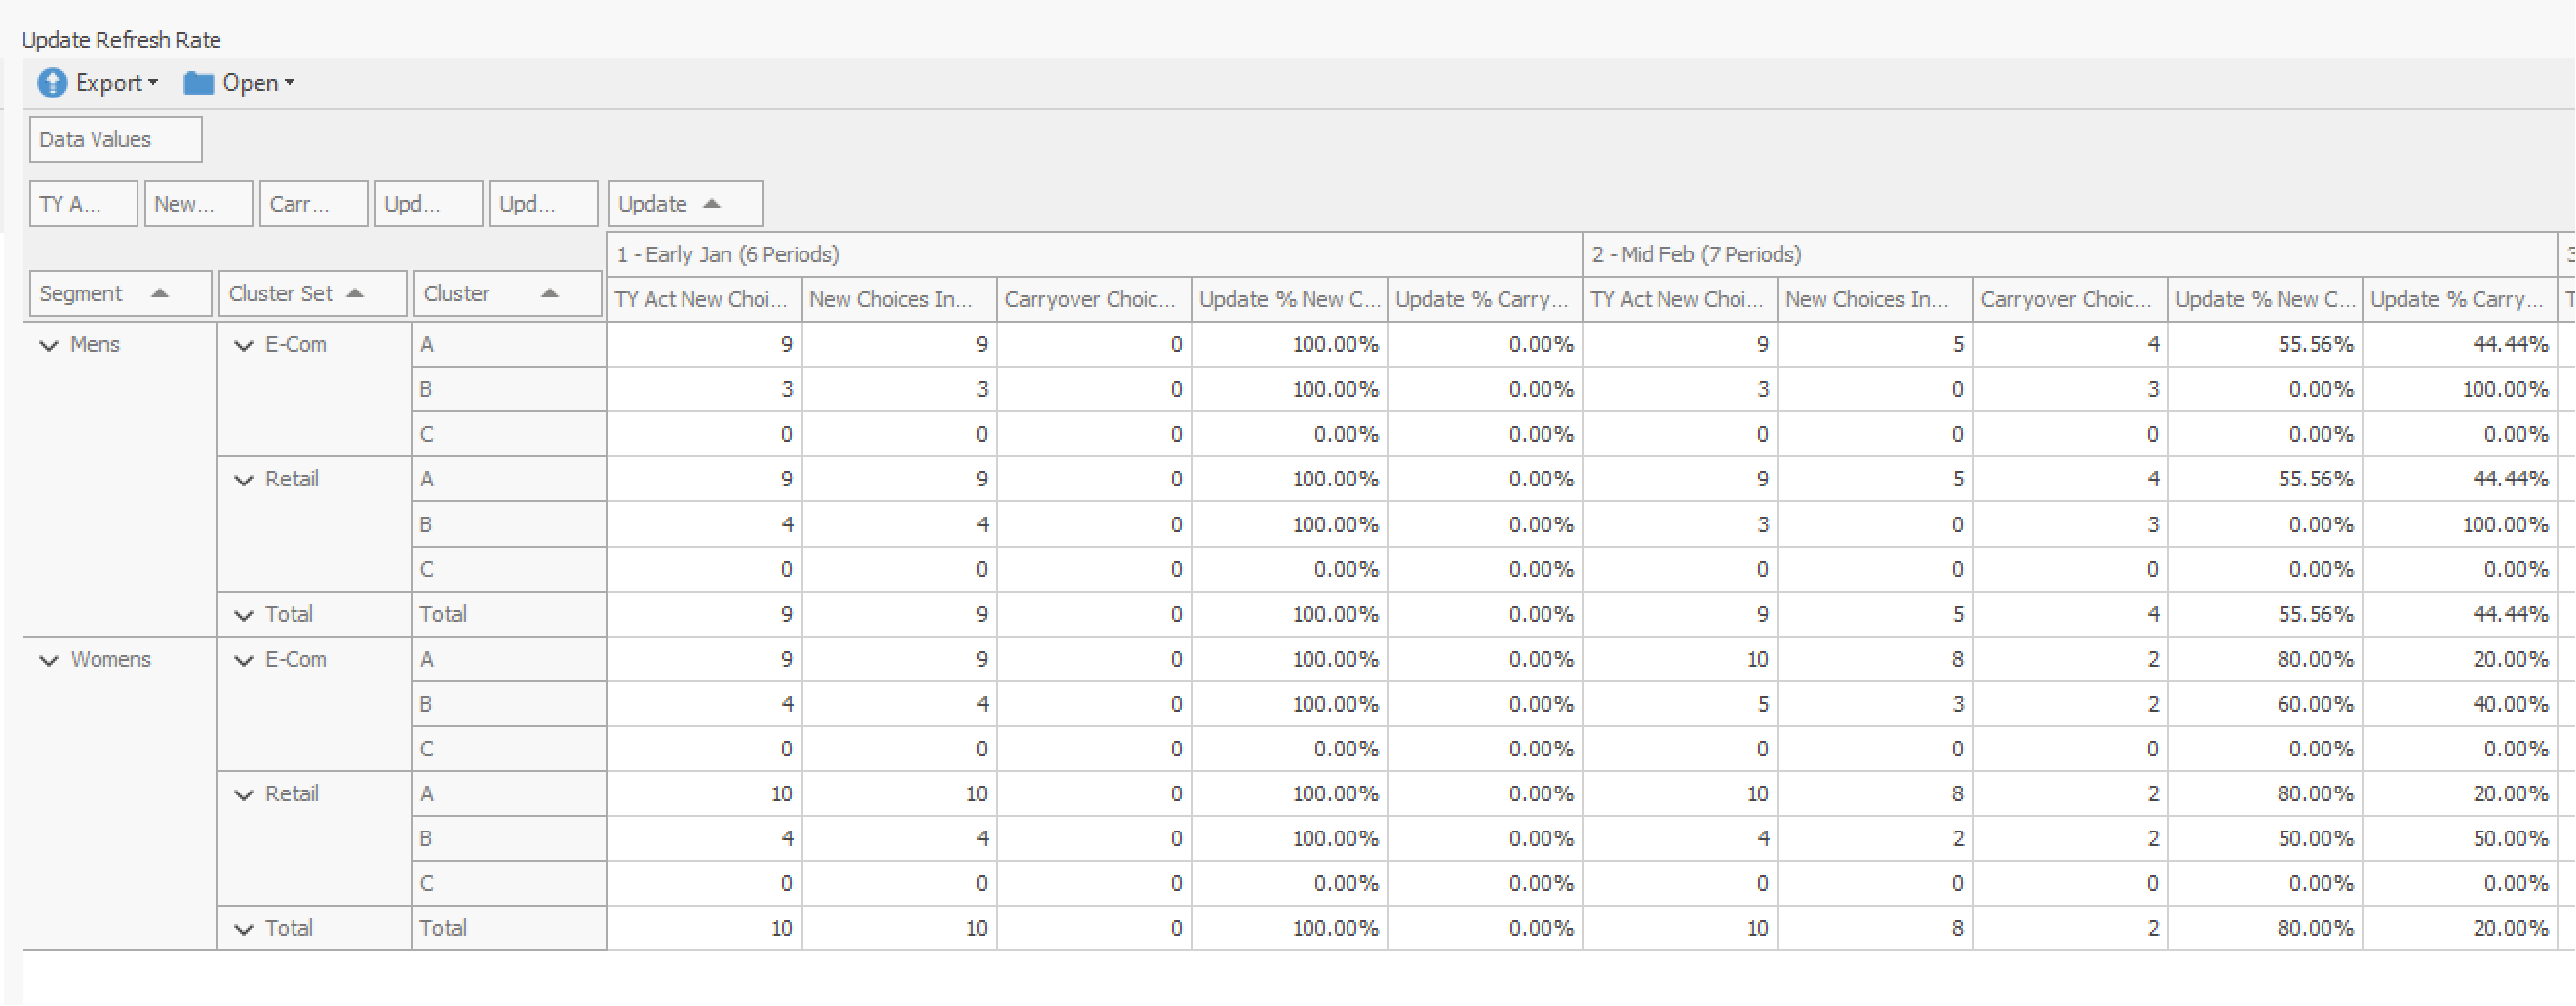 Update Refresh Rate
Export Open
Data Values
TY A... New... Carr... Upd... Upd... Update
1 - Early Jan (6 Periods) 2 - Mid Feb (7 Periods) 3
Segment Cluster Set Cluster TY Act New Choi... New Choices In... Carryover Choic... Update % New C... Update % Carry... TY Act New Choi... New Choices In... Carryover Choic... Update % New C... Update % Carry... T
Mens E-Com A 9 9 0 100.00% 0.00% 9 5 4 55.56% 44.44%
B 3 3 0 100.00% 0.00% 3 0 3 0.00% 100.00%
C 0 0 0 0.00% 0.00% 0 0 0 0.00% 0.00%
Retail A 9 9 0 100.00% 0.00% 9 5 4 55.56% 44.44%
B 4 4 0 100.00% 0.00% 3 0 3 0.00% 100.00%
C 0 0 0 0.00% 0.00% 0 0 0 0.00% 0.00%
Total Total 9 9 0 100.00% 0.00% 9 5 4 55.56% 44.44%
Womens E-Com A 9 9 0 100.00% 0.00% 10 8 2 80.00% 20.00%
B 4 4 0 100.00% 0.00% 5 3 2 60.00% 40.00%
C 0 0 0 0.00% 0.00% 0 0 0 0.00% 0.00%
Retail A 10 10 0 100.00% 0.00% 10 8 2 80.00% 20.00%
B 4 4 0 100.00% 0.00% 4 2 2 50.00% 50.00%
C 0 0 0 0.00% 0.00% 0 0 0 0.00% 0.00%
Total Total 10 10 0 100.00% 0.00% 10 8 2 80.00% 20.00%